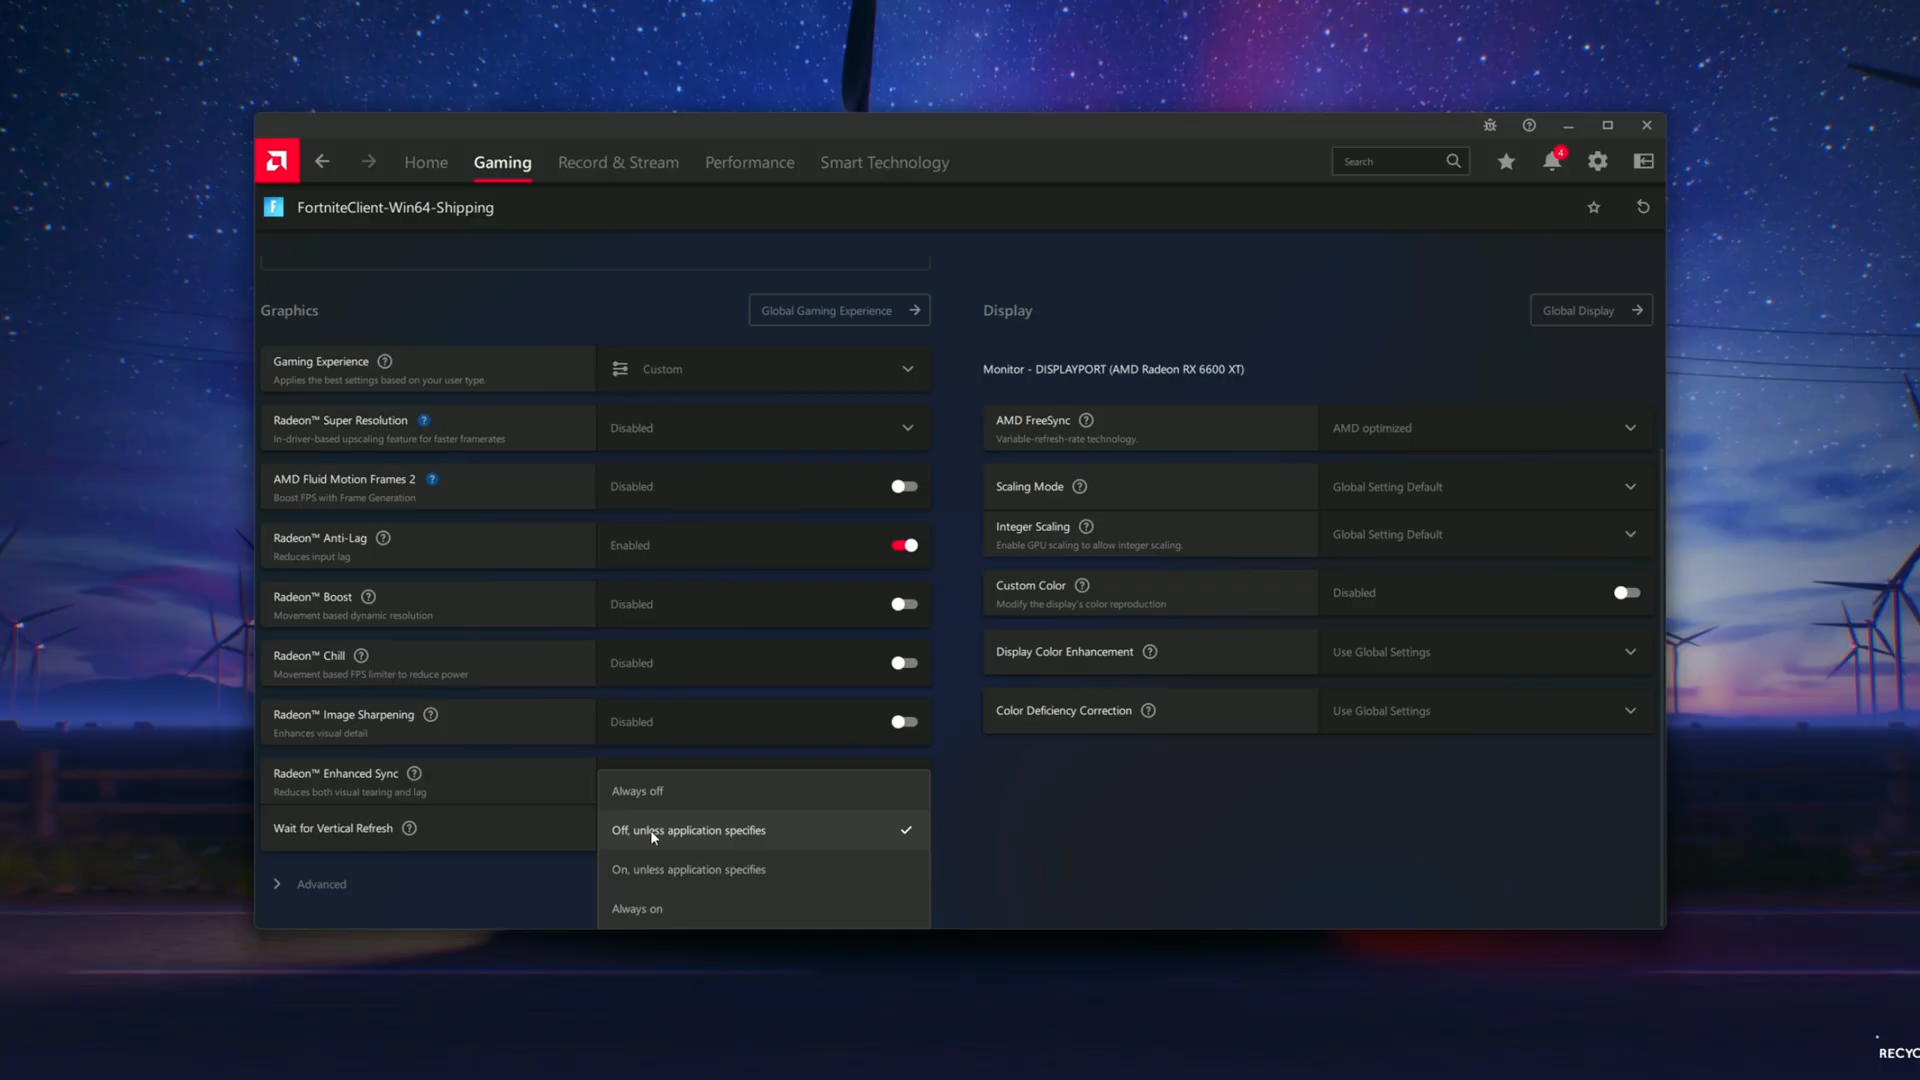 4
Home
Gaming
Record & Stream
Performance
Smart Technology
Search
F
FortniteClient-Win64-Shipping
Graphics
Global Gaming Experience
Gaming Experience ?
Applies the best settings based on your user type.
Custom
Radeon™ Super Resolution ?
In-driver-based upscaling feature for faster framerates
Disabled
AMD Fluid Motion Frames 2 ?
Boost FPS with Frame Generation
Disabled
Radeon™ Anti-Lag ?
Reduces input lag
Enabled
Radeon™ Boost ?
Movement based dynamic resolution
Disabled
Radeon™ Chill ?
Movement based FPS limiter to reduce power
Disabled
Radeon™ Image Sharpening ?
Enhances visual detail
Disabled
Radeon™ Enhanced Sync ?
Reduces both visual tearing and lag
Wait for Vertical Refresh ?
Always off
Off, unless application specifies
On, unless application specifies
Always on
Advanced
Display
Global Display
Monitor - DISPLAYPORT (AMD Radeon RX 6600 XT)
AMD FreeSync ?
Variable-refresh-rate technology.
AMD optimized
Scaling Mode ?
Global Setting Default
Integer Scaling ?
Enable GPU scaling to allow integer scaling.
Global Setting Default
Custom Color ?
Modify the display's color reproduction
Disabled
Display Color Enhancement ?
Use Global Settings
Color Deficiency Correction ?
Use Global Settings
RECYC